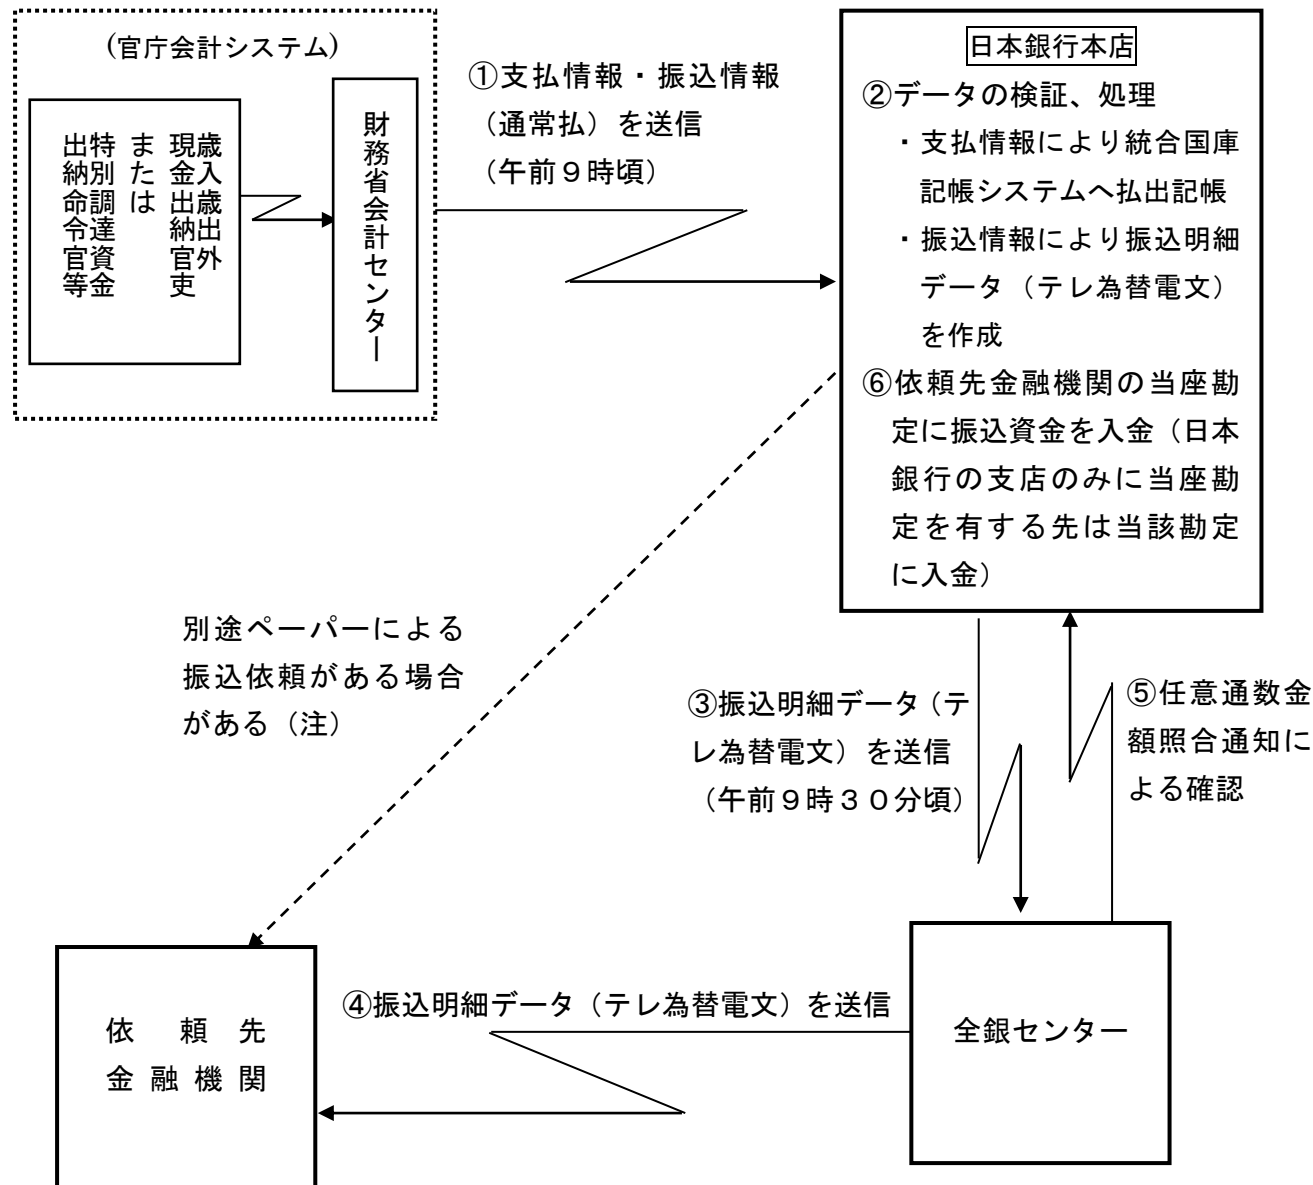 (官庁会計システム)
歳入歳出外
現金出納官吏
または
特別調達資金
出納命令官等
財務省会計センター
①支払情報・振込情報
（通常払）を送信
（午前９時頃）
日本銀行本店
②データの検証、処理
・支払情報により統合国庫
記帳システムへ払出記帳
・振込情報により振込明細
データ（テレ為替電文）
を作成
⑥依頼先金融機関の当座勘
定に振込資金を入金（日本
銀行の支店のみに当座勘
定を有する先は当該勘定
に入金）
別途ペーパーによる
振込依頼がある場合
がある（注）
③振込明細データ（テ
レ為替電文）を送信
（午前９時３０分頃）
⑤任意通数金
額照合通知に
よる確認
④振込明細データ（テレ為替電文）を送信
依頼先
金融機関
全銀センター